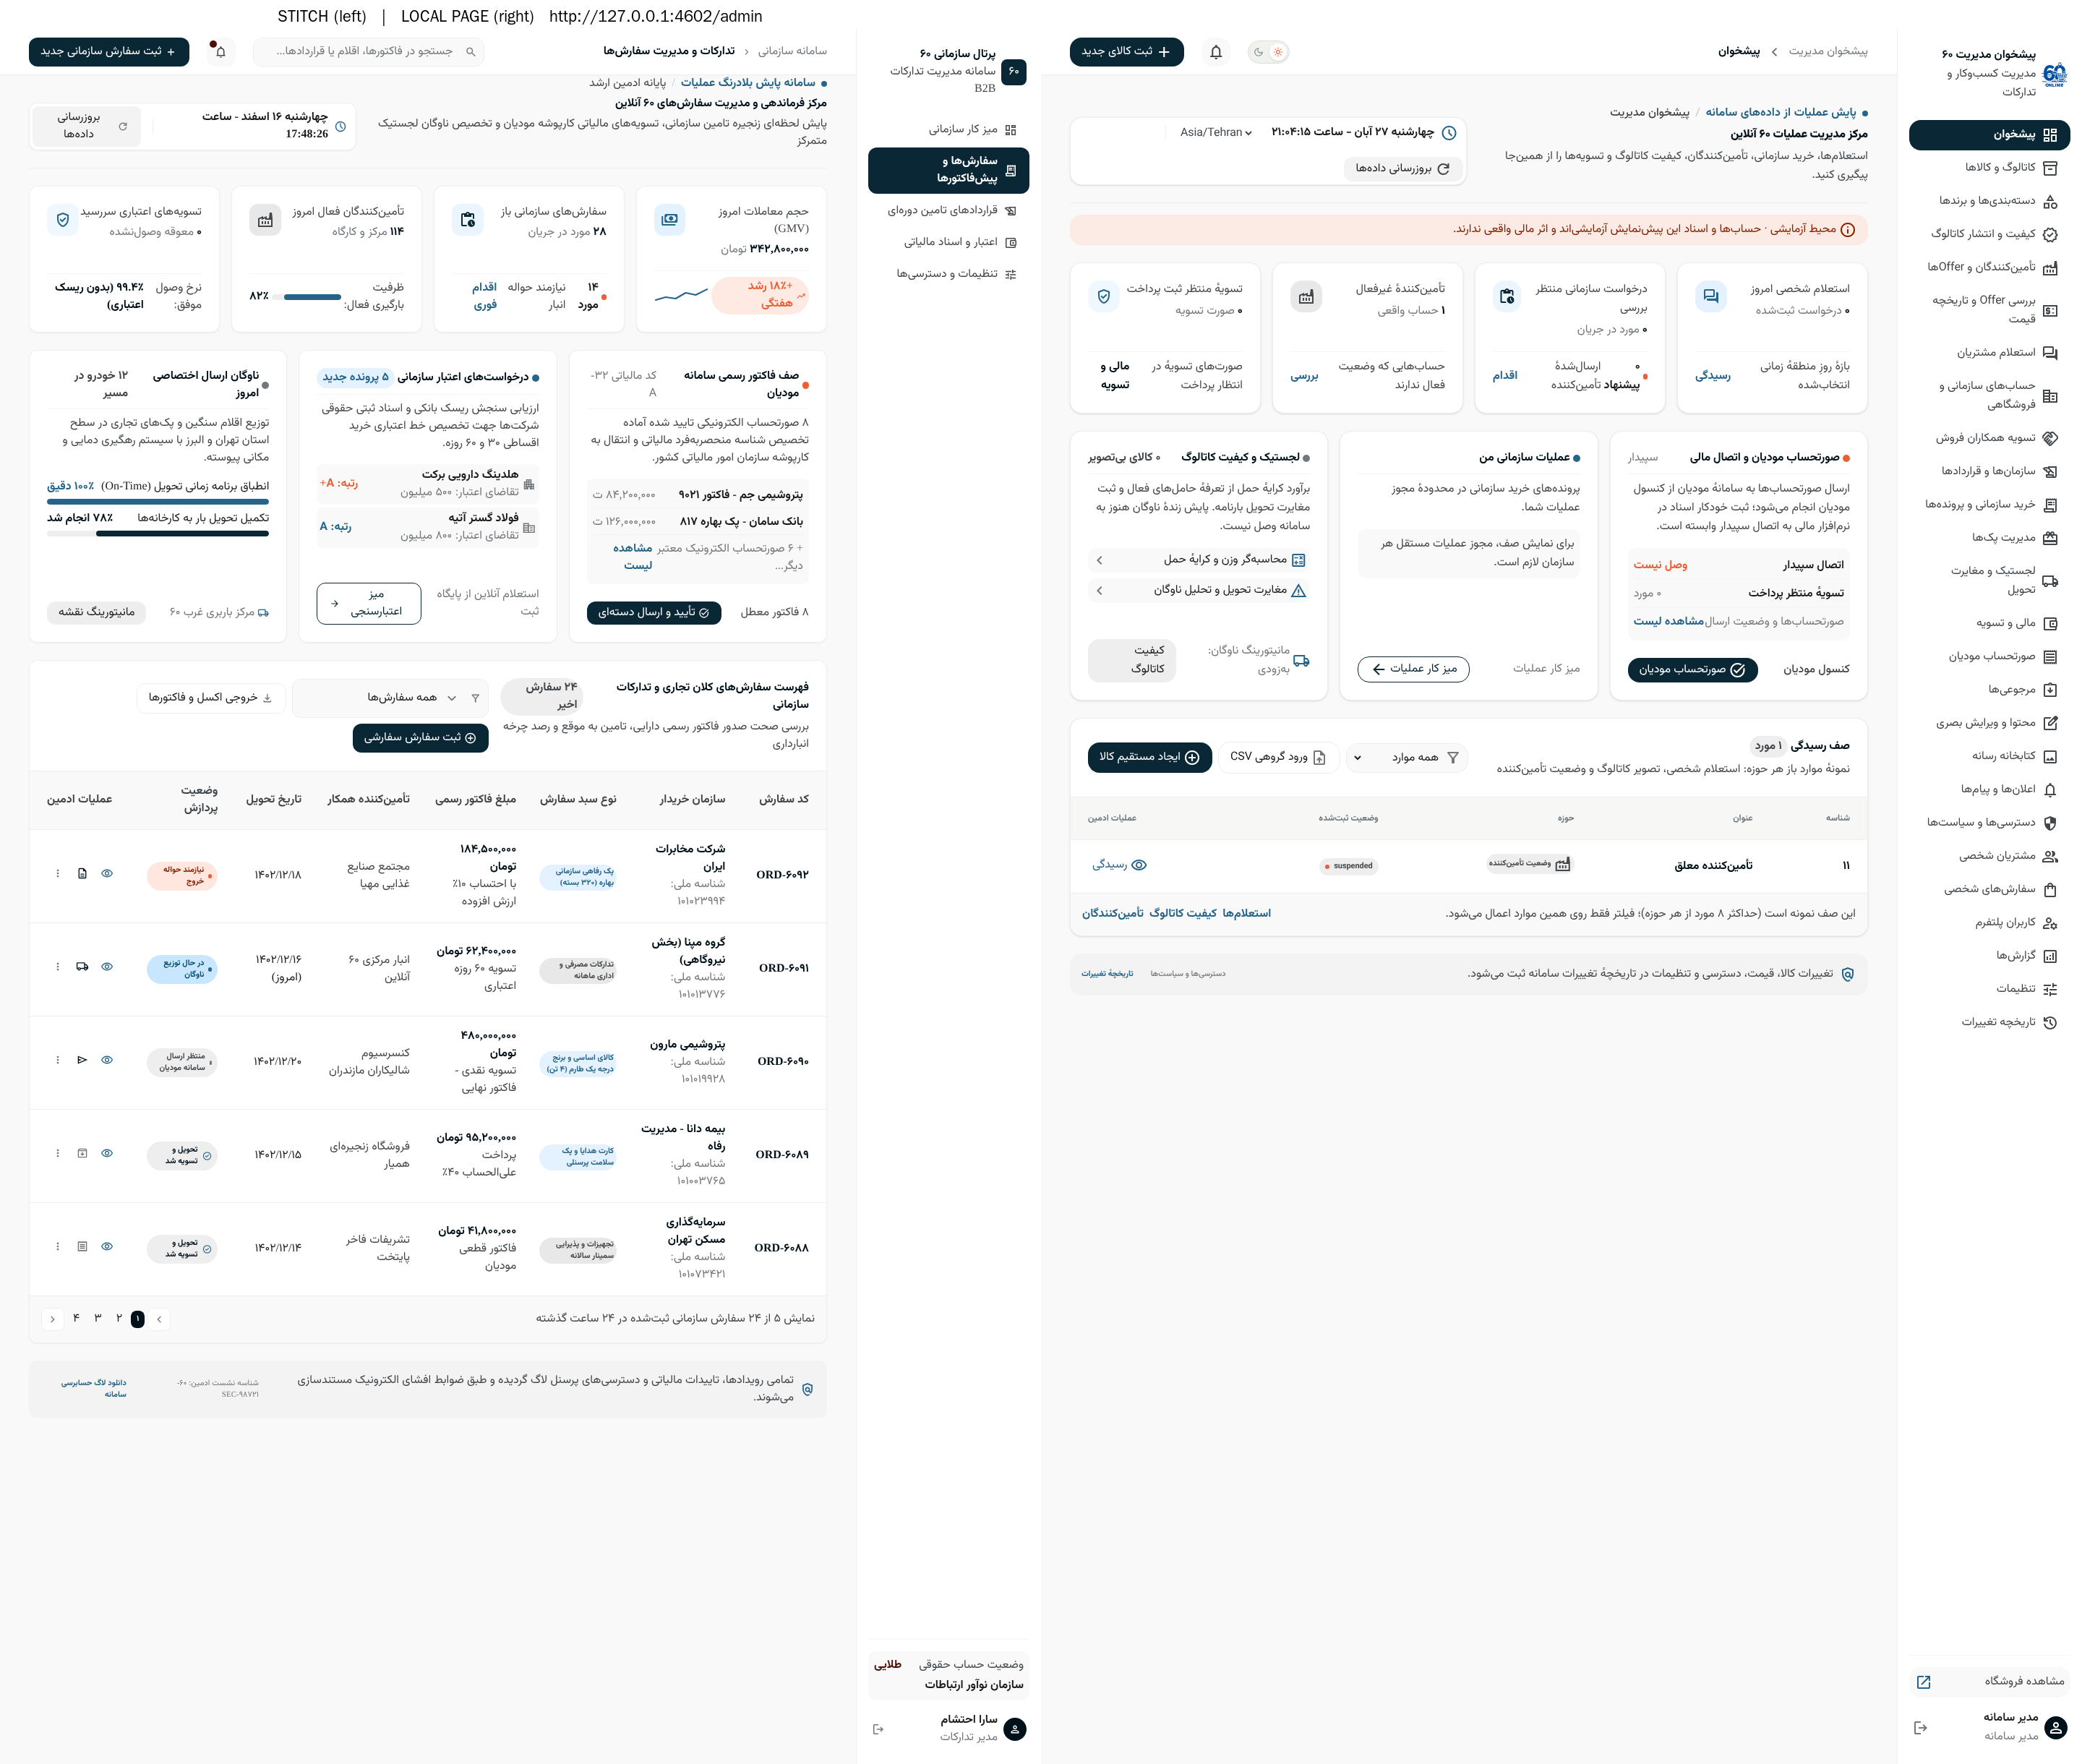 STITCH (left) | LOCAL PAGE (right) http://127.0.0.1:4602/admin
پرتال سازمانی ۶۰
سامانه مدیریت تدارکات
B2B
۶۰
میز کار سازمانی
سفارش‌ها و
پیش‌فاکتورها
قراردادهای تامین دوره‌ای
اعتبار و اسناد مالیاتی
تنظیمات و دسترسی‌ها
وضعیت حساب حقوقی
طلایی
سازمان نوآور ارتباطات
سارا احتشام
مدیر تدارکات
سامانه سازمانی
تدارکات و مدیریت سفارش‌ها
جستجو در فاکتورها، اقلام یا قراردادها...
ثبت سفارش سازمانی جدید
سامانه پایش بلادرنگ عملیات / پایانه ادمین ارشد
مرکز فرماندهی و مدیریت سفارش‌های ۶۰ آنلاین
پایش لحظه‌ای زنجیره تامین سازمانی، تسویه‌های مالیاتی کارپوشه مودیان و تخصیص ناوگان لجستیک
متمرکز
چهارشنبه ۱۶ اسفند - ساعت
17:48:26
بروزرسانی
داده‌ها
حجم معاملات امروز
(GMV)
۳۴۲,۸۰۰,۰۰۰ تومان
+۱۸٪ رشد
هفتگی
سفارش‌های سازمانی باز
۲۸ مورد در جریان
۱۴
مورد
نیازمند حواله
انبار
اقدام
فوری
تأمین‌کنندگان فعال امروز
۱۱۴ مرکز و کارگاه
ظرفیت
بارگیری فعال:
۸۲٪
تسویه‌های اعتباری سررسید
۰ معوقه وصول‌نشده
نرخ وصول
موفق:
۹۹.۴٪ (بدون ریسک
اعتباری)
صف فاکتور رسمی سامانه
مودیان
کد مالیاتی ۳۲-
A
۸ صورتحساب الکترونیکی تایید شده آماده
تخصیص شناسه منحصربه‌فرد مالیاتی و انتقال به
کارپوشه سازمان امور مالیاتی کشور.
پتروشیمی جم - فاکتور ۹۰۲۱
۸۴,۲۰۰,۰۰۰ ت
بانک سامان - پک بهاره ۸۱۷
۱۲۶,۰۰۰,۰۰۰ ت
+ ۶ صورتحساب الکترونیک معتبر
دیگر...
مشاهده
لیست
۸ فاکتور معطل
تأیید و ارسال دسته‌ای
درخواست‌های اعتبار سازمانی
۵ پرونده جدید
ارزیابی سنجش ریسک بانکی و اسناد ثبتی حقوقی
شرکت‌ها جهت تخصیص خط اعتباری خرید
اقساطی ۳۰ و ۶۰ روزه.
هلدینگ دارویی برکت
تقاضای اعتبار: ۵۰۰ میلیون
رتبه: A+
فولاد گستر آتیه
تقاضای اعتبار: ۸۰۰ میلیون
رتبه: A
استعلام آنلاین از پایگاه
ثبت
میز
اعتبارسنجی
ناوگان ارسال اختصاصی
امروز
۱۲ خودرو در
مسیر
توزیع اقلام سنگین و پک‌های تجاری در سطح
استان تهران و البرز با سیستم رهگیری دمایی و
مکانی پیوسته.
انطباق برنامه زمانی تحویل (On-Time)
۱۰۰٪ دقیق
تکمیل تحویل بار به کارخانه‌ها
۷۸٪ انجام شد
مرکز باربری غرب ۶۰
مانیتورینگ نقشه
فهرست سفارش‌های کلان تجاری و تدارکات
سازمانی
۲۴ سفارش
اخیر
بررسی صحت صدور فاکتور رسمی دارایی، تامین به موقع و رصد چرخه
انبارداری
همه سفارش‌ها
خروجی اکسل و فاکتورها
ثبت سفارش سفارشی
کد سفارش
سازمان خریدار
نوع سبد سفارش
مبلغ فاکتور رسمی
تأمین‌کننده همکار
تاریخ تحویل
وضعیت
پردازش
عملیات ادمین
ORD-۶۰۹۲
شرکت مخابرات
ایران
شناسه ملی:
۱۰۱۰۲۳۹۹۴
پک رفاهی سازمانی
بهاره (۳۲۰ بسته)
۱۸۴,۵۰۰,۰۰۰
تومان
با احتساب ۱۰٪
ارزش افزوده
مجتمع صنایع
غذایی مهیا
۱۴۰۲/۱۲/۱۸
نیازمند حواله
خروج
ORD-۶۰۹۱
گروه مپنا (بخش
نیروگاهی)
شناسه ملی:
۱۰۱۰۱۳۷۷۶
تدارکات مصرفی و
اداری ماهانه
۶۲,۴۰۰,۰۰۰ تومان
تسویه ۶۰ روزه
اعتباری
انبار مرکزی ۶۰
آنلاین
۱۴۰۲/۱۲/۱۶
(امروز)
در حال توزیع
ناوگان
ORD-۶۰۹۰
پتروشیمی مارون
شناسه ملی:
۱۰۱۰۱۹۹۲۸
کالای اساسی و برنج
درجه یک طارم (۴ تن)
۴۸۰,۰۰۰,۰۰۰
تومان
تسویه نقدی -
فاکتور نهایی
کنسرسیوم
شالیکاران مازندران
۱۴۰۲/۱۲/۲۰
منتظر ارسال
سامانه مودیان
ORD-۶۰۸۹
بیمه دانا - مدیریت
رفاه
شناسه ملی:
۱۰۱۰۰۳۷۶۵
کارت هدایا و پک
سلامت پرسنلی
۹۵,۲۰۰,۰۰۰ تومان
پرداخت
علی‌الحساب ۴۰٪
فروشگاه زنجیره‌ای
همیار
۱۴۰۲/۱۲/۱۵
تحویل و
تسویه شد
ORD-۶۰۸۸
سرمایه‌گذاری
مسکن تهران
شناسه ملی:
۱۰۱۰۷۳۴۲۱
تجهیزات و پذیرایی
سمینار سالانه
۴۱,۸۰۰,۰۰۰ تومان
فاکتور قطعی
مودیان
تشریفات فاخر
پایتخت
۱۴۰۲/۱۲/۱۴
تحویل و
تسویه شد
نمایش ۵ از ۲۴ سفارش سازمانی ثبت‌شده در ۲۴ ساعت گذشته
۱ ۲ ۳ ۴
تمامی رویدادها، تاییدات مالیاتی و دسترسی‌های پرسنل لاگ گردیده و طبق ضوابط افشای الکترونیک مستندسازی
می‌شوند.
شناسه نشست ادمین: ۶۰-
SEC-۹۸۷۲۱
دانلود لاگ حسابرسی
سامانه
پیشخوان مدیریت ۶۰
مدیریت کسب‌وکار و
تدارکات
60 ONLINE
پیشخوان
کاتالوگ و کالاها
دسته‌بندی‌ها و برندها
کیفیت و انتشار کاتالوگ
تأمین‌کنندگان و Offerها
بررسی Offer و تاریخچه
قیمت
استعلام مشتریان
حساب‌های سازمانی و
فروشگاهی
تسویه همکاران فروش
سازمان‌ها و قراردادها
خرید سازمانی و پرونده‌ها
مدیریت پک‌ها
لجستیک و مغایرت
تحویل
مالی و تسویه
صورتحساب مودیان
مرجوعی‌ها
محتوا و ویرایش بصری
کتابخانه رسانه
اعلان‌ها و پیام‌ها
دسترسی‌ها و سیاست‌ها
مشتریان شخصی
سفارش‌های شخصی
کاربران پلتفرم
گزارش‌ها
تنظیمات
تاریخچه تغییرات
مشاهده فروشگاه
مدیر سامانه
مدیر سامانه
پیشخوان مدیریت
پیشخوان
ثبت کالای جدید
پایش عملیات از داده‌های سامانه / پیشخوان مدیریت
مرکز مدیریت عملیات ۶۰ آنلاین
استعلام‌ها، خرید سازمانی، تأمین‌کنندگان، کیفیت کاتالوگ و تسویه‌ها را از همین‌جا
پیگیری کنید.
چهارشنبه ۲۷ آبان - ساعت ۲۱:۰۴:۱۵
Asia/Tehran
بروزرسانی داده‌ها
محیط آزمایشی · حساب‌ها و اسناد این پیش‌نمایش آزمایشی‌اند و اثر مالی واقعی ندارند.
استعلام شخصی امروز
۰ درخواست ثبت‌شده
بازهٔ روز منطقهٔ زمانی
انتخاب‌شده
رسیدگی
درخواست سازمانی منتظر
بررسی
۰ مورد در جریان
۰
پیشنهاد
ارسال‌شدهٔ
تأمین‌کننده
اقدام
تأمین‌کنندهٔ غیرفعال
۱ حساب واقعی
حساب‌هایی که وضعیت
فعال ندارند
بررسی
تسویهٔ منتظر ثبت پرداخت
۰ صورت تسویه
صورت‌های تسویهٔ در
انتظار پرداخت
مالی و
تسویه
صورتحساب مودیان و اتصال مالی
سپیدار
ارسال صورتحساب‌ها به سامانهٔ مودیان از کنسول
مودیان انجام می‌شود؛ ثبت خودکار اسناد در
نرم‌افزار مالی به اتصال سپیدار وابسته است.
اتصال سپیدار
وصل نیست
تسویهٔ منتظر پرداخت
۰ مورد
صورتحساب‌ها و وضعیت ارسال
مشاهده لیست
کنسول مودیان
صورتحساب مودیان
عملیات سازمانی من
پرونده‌های خرید سازمانی در محدودهٔ مجوز
عملیات شما.
برای نمایش صف، مجوز عملیات مستقل هر
سازمان لازم است.
میز کار عملیات
میز کار عملیات
لجستیک و کیفیت کاتالوگ
۰ کالای بی‌تصویر
برآورد کرایهٔ حمل از تعرفهٔ حامل‌های فعال و ثبت
مغایرت تحویل بارنامه. پایش زندهٔ ناوگان هنوز به
سامانه وصل نیست.
محاسبه‌گر وزن و کرایهٔ حمل
مغایرت تحویل و تحلیل ناوگان
مانیتورینگ ناوگان:
به‌زودی
کیفیت
کاتالوگ
صف رسیدگی
۱ مورد
نمونهٔ موارد باز هر حوزه: استعلام شخصی، تصویر کاتالوگ و وضعیت تأمین‌کننده
همه موارد
ورود گروهی CSV
ایجاد مستقیم کالا
شناسه
عنوان
حوزه
وضعیت ثبت‌شده
عملیات ادمین
۱۱
تأمین‌کننده معلق
وضعیت تأمین‌کننده
suspended
رسیدگی
این صف نمونه است (حداکثر ۸ مورد از هر حوزه)؛ فیلتر فقط روی همین موارد اعمال می‌شود.
استعلام‌ها کیفیت کاتالوگ تأمین‌کنندگان
تغییرات کالا، قیمت، دسترسی و تنظیمات در تاریخچهٔ تغییرات سامانه ثبت می‌شود.
دسترسی‌ها و سیاست‌ها
تاریخچهٔ تغییرات